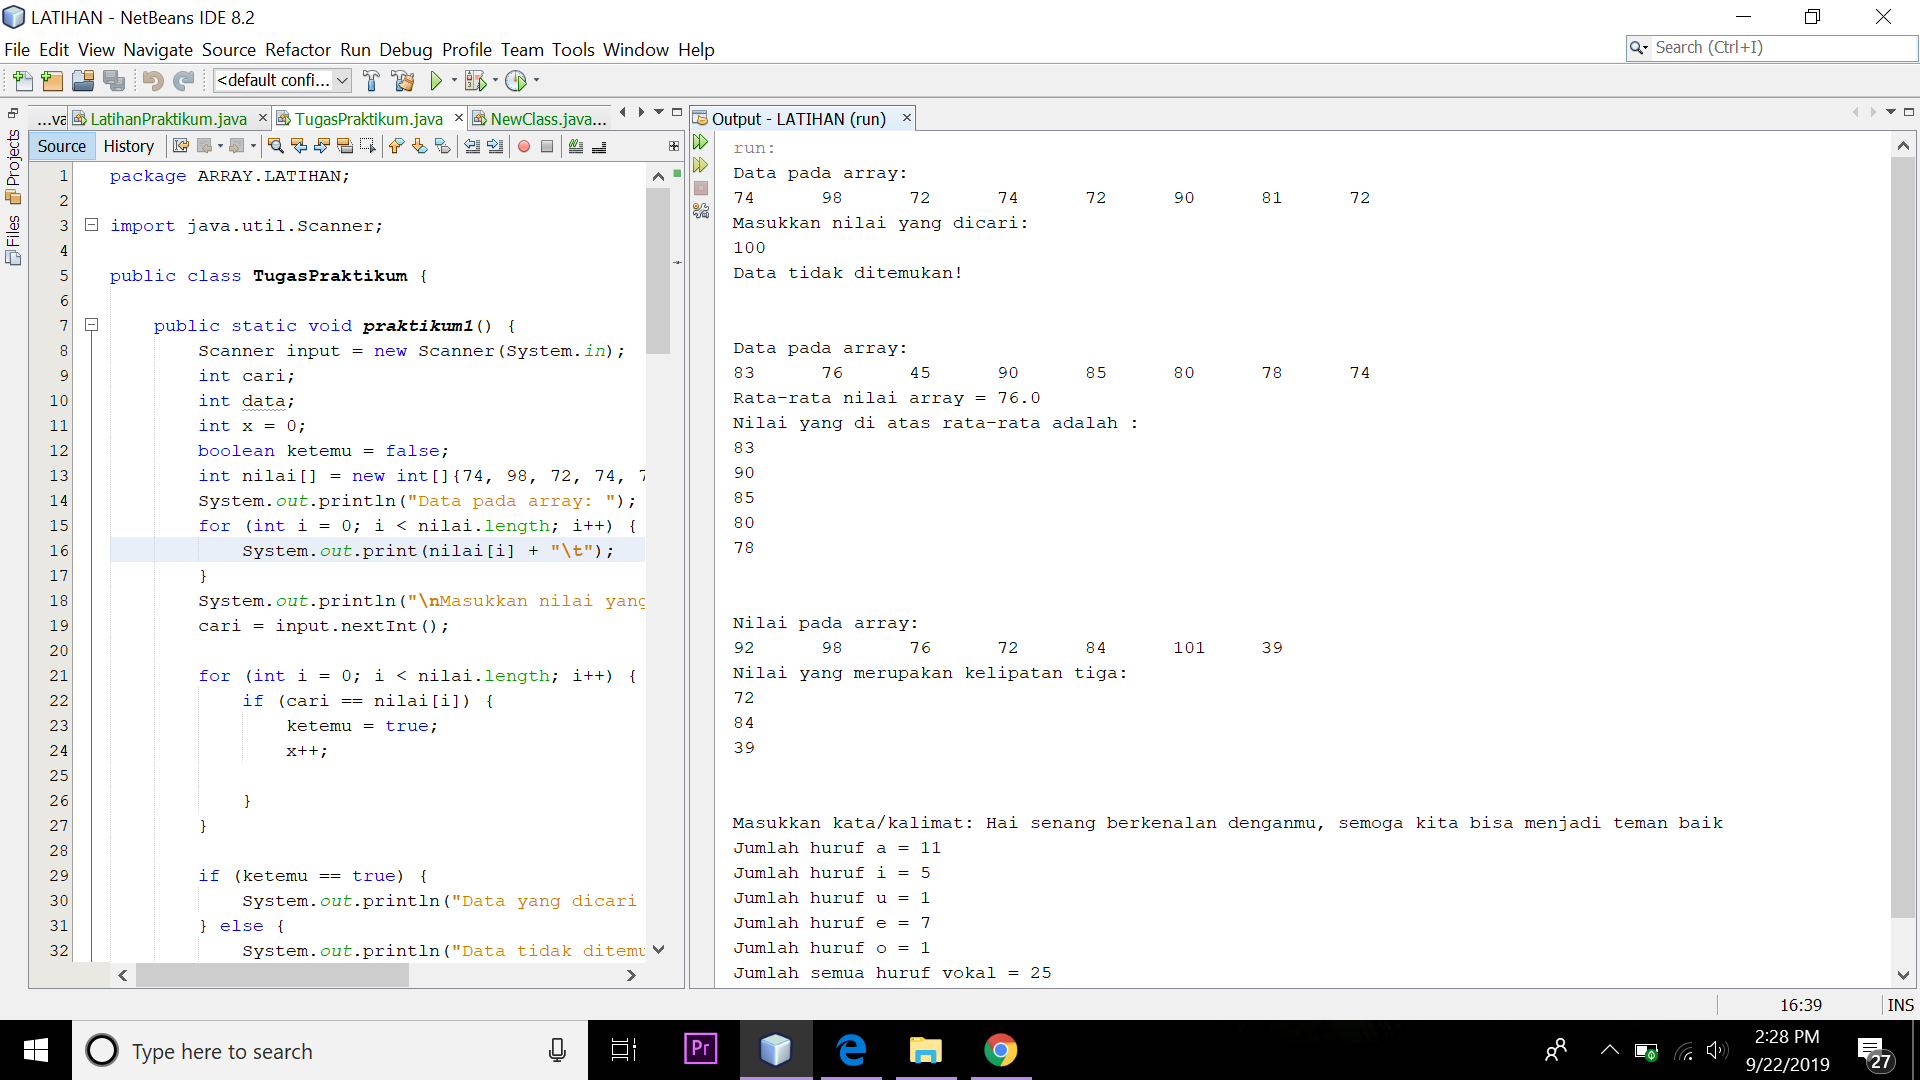 LATIHAN - NetBeans IDE 8.2
File Edit View Navigate Source Refactor Run Debug Profile Team Tools Window Help
Search (Ctrl+I)
<default confi...
Projects
Files
...va
LatihanPraktikum.java
TugasPraktikum.java
NewClass.java...
Source History
1 package ARRAY.LATIHAN;
2
3 import java.util.Scanner;
4
5 public class TugasPraktikum {
6
7 public static void praktikum1() {
8 Scanner input = new Scanner(System.in);
9 int cari;
10 int data;
11 int x = 0;
12 boolean ketemu = false;
13 int nilai[] = new int[]{74, 98, 72, 74, 7
14 System.out.println("Data pada array: ");
15 for (int i = 0; i < nilai.length; i++) {
16 System.out.print(nilai[i] + "\t");
17 }
18 System.out.println("\nMasukkan nilai yang
19 cari = input.nextInt();
20
21 for (int i = 0; i < nilai.length; i++) {
22 if (cari == nilai[i]) {
23 ketemu = true;
24 x++;
25
26 }
27 }
28
29 if (ketemu == true) {
30 System.out.println("Data yang dicari
31 } else {
32 System.out.println("Data tidak ditemu
Output - LATIHAN (run)
run:
Data pada array:
74 98 72 74 72 90 81 72
Masukkan nilai yang dicari:
100
Data tidak ditemukan!
Data pada array:
83 76 45 90 85 80 78 74
Rata-rata nilai array = 76.0
Nilai yang di atas rata-rata adalah :
83
90
85
80
78
Nilai pada array:
92 98 76 72 84 101 39
Nilai yang merupakan kelipatan tiga:
72
84
39
Masukkan kata/kalimat: Hai senang berkenalan denganmu, semoga kita bisa menjadi teman baik
Jumlah huruf a = 11
Jumlah huruf i = 5
Jumlah huruf u = 1
Jumlah huruf e = 7
Jumlah huruf o = 1
Jumlah semua huruf vokal = 25
16:39 INS
Type here to search
Pr
2:28 PM
9/22/2019
27